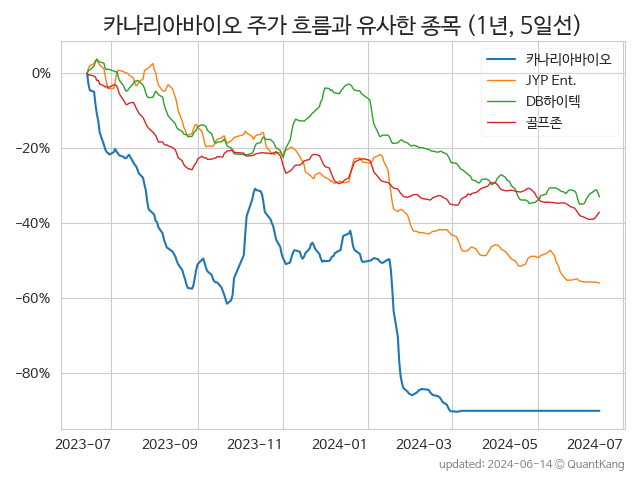 카나리아바이오 주가 흐름과 유사한 종목 (1년, 5일선)
카나리아바이오
JYP Ent.
DB하이텍
골프존
0%
−20%
−40%
−60%
−80%
2023-07 2023-09 2023-11 2024-01 2024-03 2024-05 2024-07
updated: 2024-06-14 © QuantKang